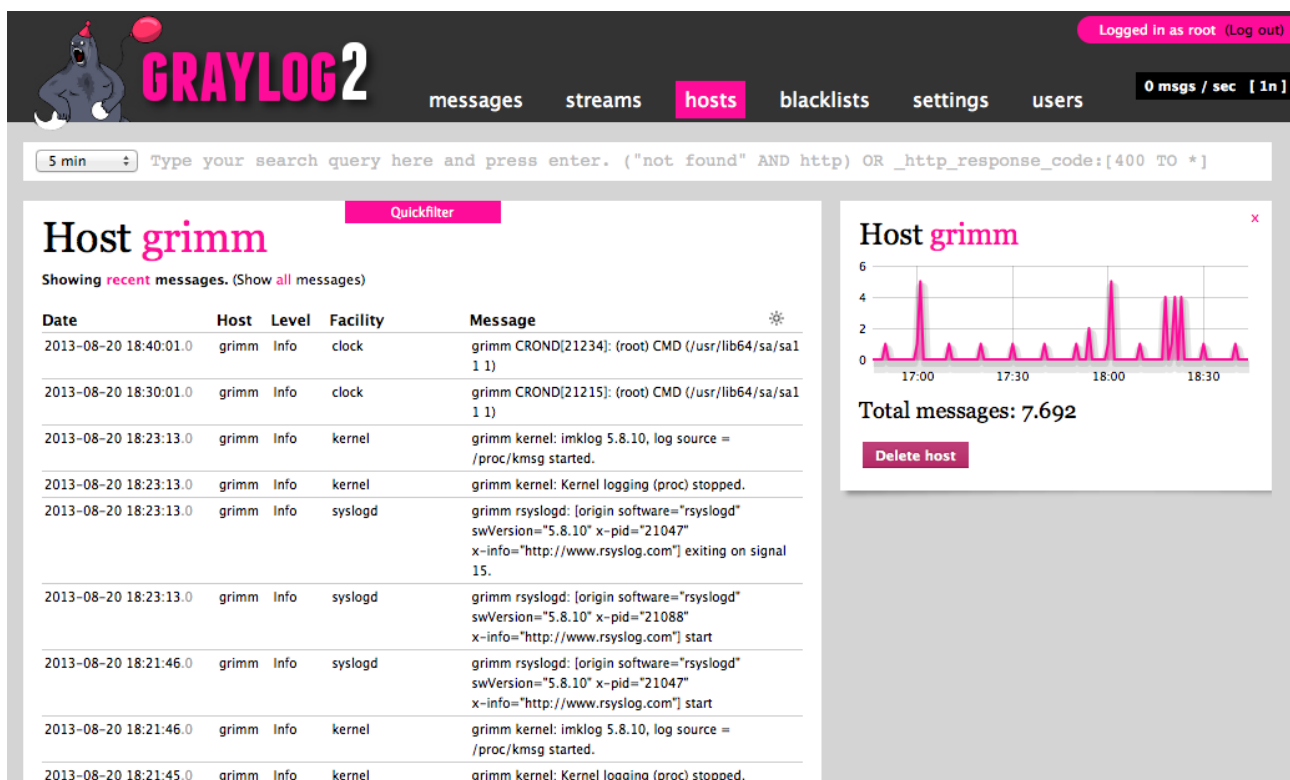 Logged in as root (Log out)
GRAYLOG2
messages streams hosts blacklists settings users
0 msgs / sec [ 1n ]
5 min Type your search query here and press enter. ("not found" AND http) OR _http_response_code:[400 TO *]
Quickfilter
Host grimm
Showing recent messages. (Show all messages)
Date Host Level Facility Message
2013-08-20 18:40:01.0 grimm Info clock grimm CROND[21234]: (root) CMD (/usr/lib64/sa/sa1
1 1)
2013-08-20 18:30:01.0 grimm Info clock grimm CROND[21215]: (root) CMD (/usr/lib64/sa/sa1
1 1)
2013-08-20 18:23:13.0 grimm Info kernel grimm kernel: imklog 5.8.10, log source =
/proc/kmsg started.
2013-08-20 18:23:13.0 grimm Info kernel grimm kernel: Kernel logging (proc) stopped.
2013-08-20 18:23:13.0 grimm Info syslogd grimm rsyslogd: [origin software="rsyslogd"
swVersion="5.8.10" x-pid="21047"
x-info="http://www.rsyslog.com"] exiting on signal
15.
2013-08-20 18:23:13.0 grimm Info syslogd grimm rsyslogd: [origin software="rsyslogd"
swVersion="5.8.10" x-pid="21088"
x-info="http://www.rsyslog.com"] start
2013-08-20 18:21:46.0 grimm Info syslogd grimm rsyslogd: [origin software="rsyslogd"
swVersion="5.8.10" x-pid="21047"
x-info="http://www.rsyslog.com"] start
2013-08-20 18:21:46.0 grimm Info kernel grimm kernel: imklog 5.8.10, log source =
/proc/kmsg started.
2013-08-20 18:21:45.0 grimm Info kernel grimm kernel: Kernel logging (proc) stopped.
x
Host grimm
6
4
2
0
17:00 17:30 18:00 18:30
Total messages: 7.692
Delete host